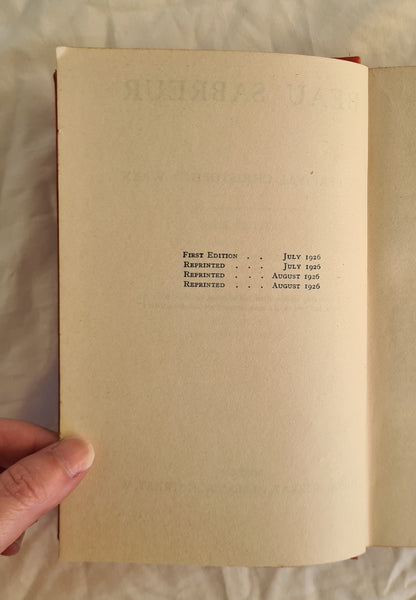 First Edition . . July 1926
Reprinted . . . July 1926
Reprinted . . . August 1926
Reprinted . . . August 1926